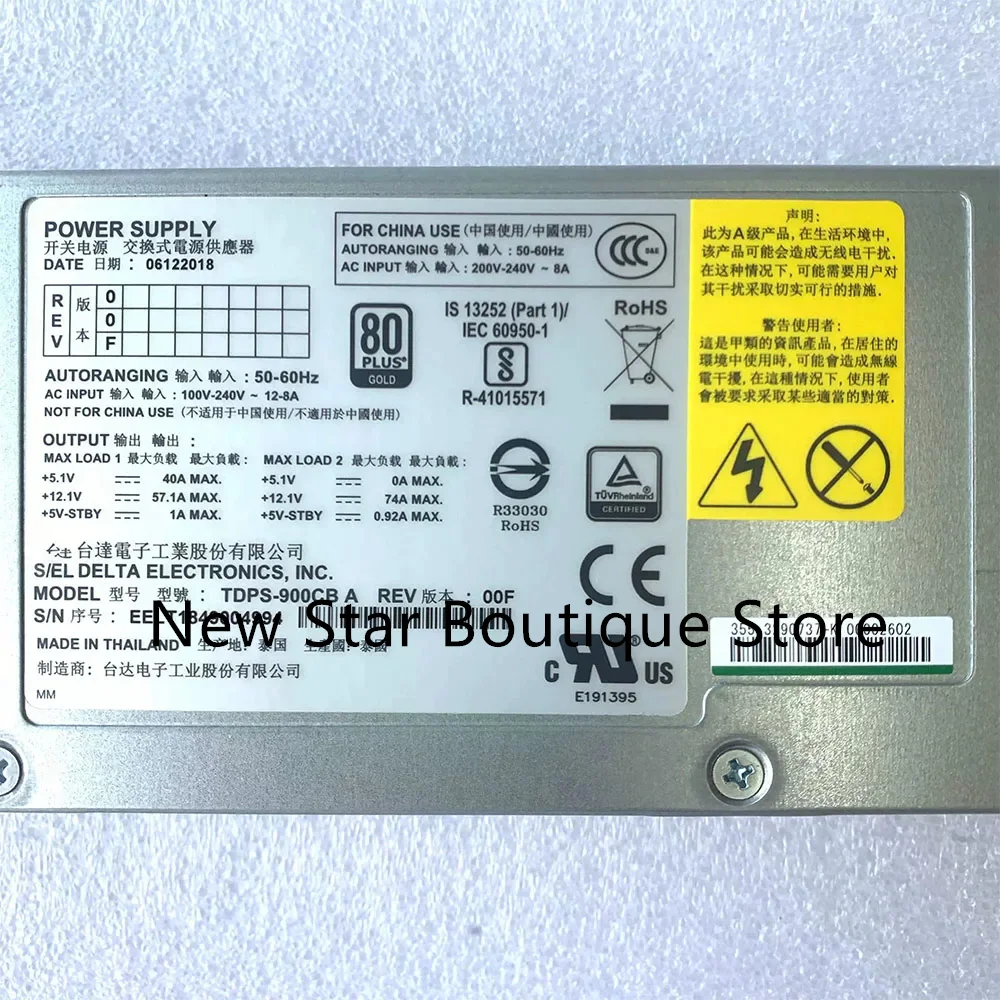 POWER SUPPLY
开关电源 交換式電源供應器
DATE 日期： 06122018
R E V 版本
0
0
F
AUTORANGING 输入 輸入 : 50-60Hz
AC INPUT 输入 輸入 : 100V-240V ~ 12-8A
NOT FOR CHINA USE (不适用于中国使用/不適用於中國使用)
FOR CHINA USE (中国使用/中國使用)
AUTORANGING 输入 輸入 : 50-60Hz
AC INPUT 输入 輸入 : 200V-240V ~ 8A
CCC S&E
80
PLUS®
GOLD
IS 13252 (Part 1)/
IEC 60950-1
R-41015571
RoHS
OUTPUT 输出 輸出 :
MAX LOAD 1 最大负载 最大負載 : MAX LOAD 2 最大负载 最大負載 :
+5.1V 40A MAX. +5.1V 0A MAX.
+12.1V 57.1A MAX. +12.1V 74A MAX.
+5V-STBY 1A MAX. +5V-STBY 0.92A MAX.
R33030
RoHS
TÜVRheinland
CERTIFIED
台达 台達電子工業股份有限公司
S/EL DELTA ELECTRONICS, INC.
MODEL 型号 型號 : TDPS-900CB A REV 版本 : 00F
S/N 序号 :
MADE IN THAILAND 生产地: 泰国 生產國: 泰國
制造商: 台达电子工业股份有限公司
MM
CE
C UR US ®
E191395
声明:
此为A级产品, 在生活环境中,
该产品可能会造成无线电干扰.
在这种情况下, 可能需要用户对
其干扰采取切实可行的措施.
警告使用者:
這是甲類的資訊產品, 在居住的
環境中使用時, 可能會造成無線
電干擾, 在這種情況下, 使用者
會被要求采取某些適當的對策.
New Star Boutique Store